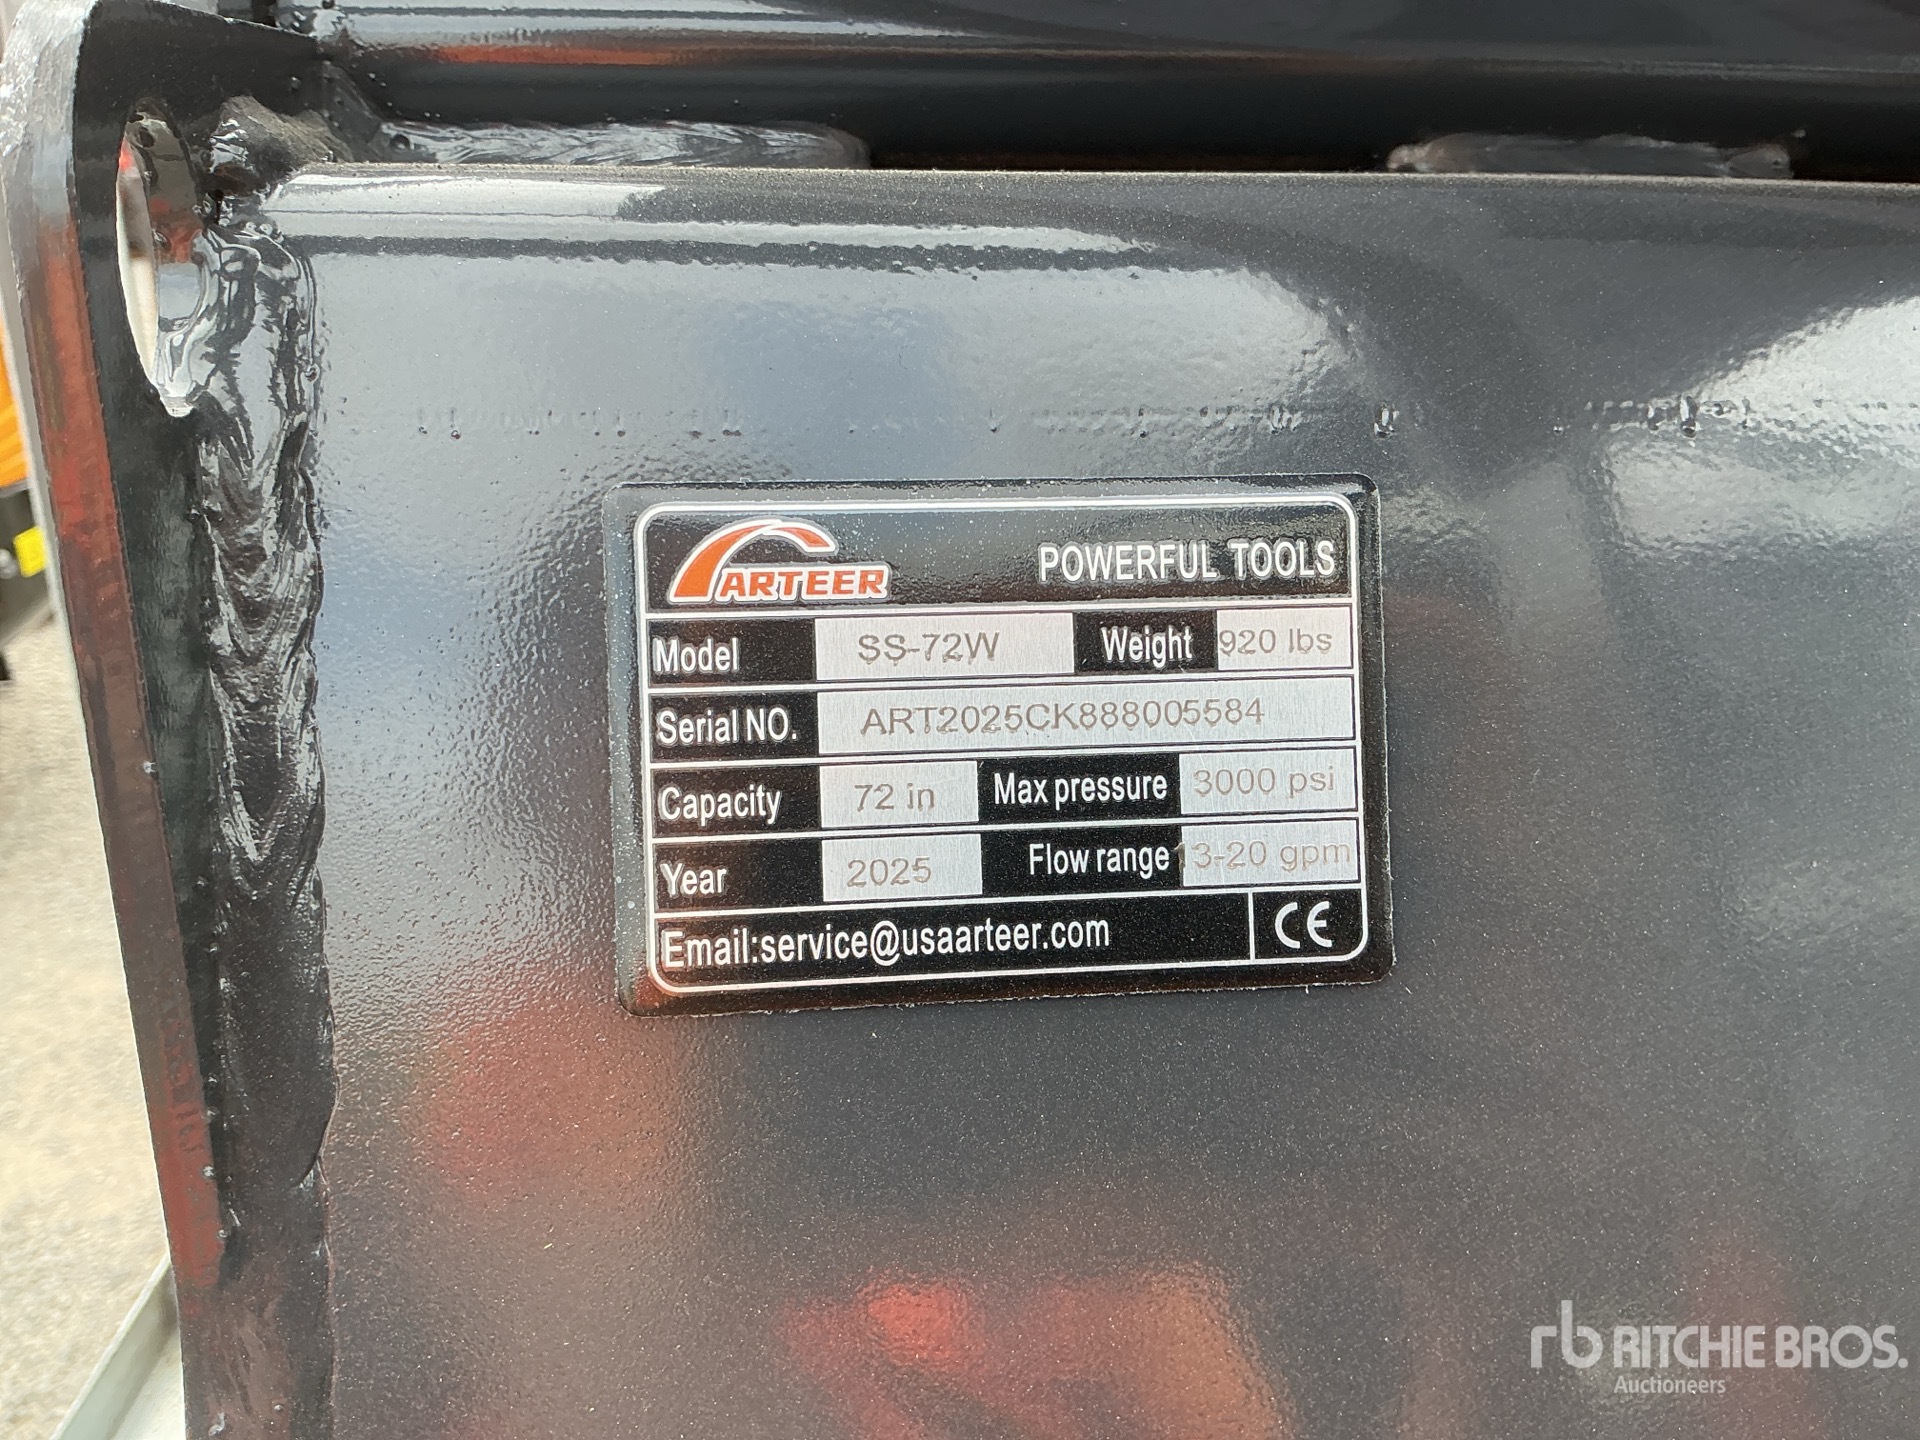 ARTEER POWERFUL TOOLS
Model SS-72W Weight 920 lbs
Serial NO. ART2025CK888005584
Capacity 72 in Max pressure 3000 psi
Year 2025 Flow range 13-20 gpm
Email:service@usaarteer.com CE
rb RITCHIE BROS.
Auctioneers